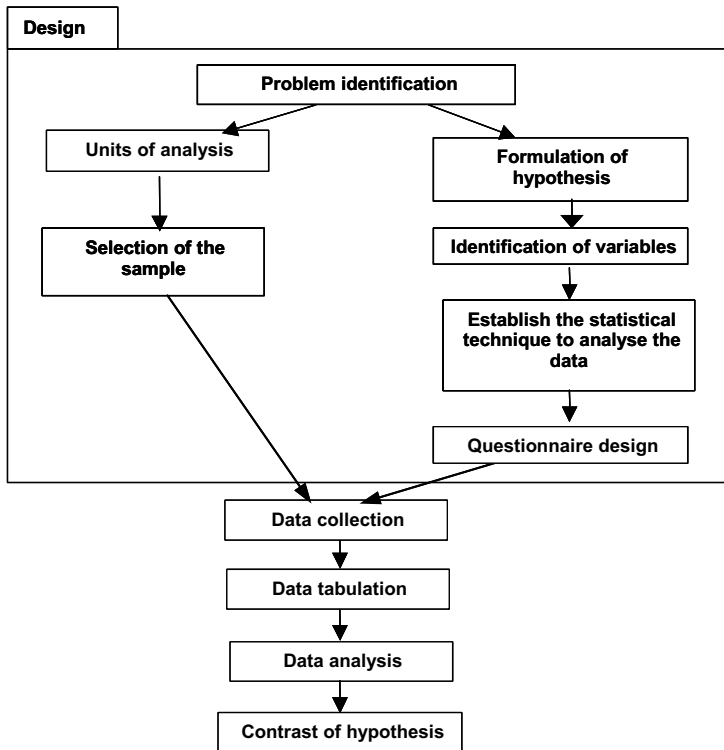 Design
Problem identification
Units of analysis
Formulation of
hypothesis
Selection of the
sample
Identification of variables
Establish the statistical
technique to analyse the
data
Questionnaire design
Data collection
Data tabulation
Data analysis
Contrast of hypothesis